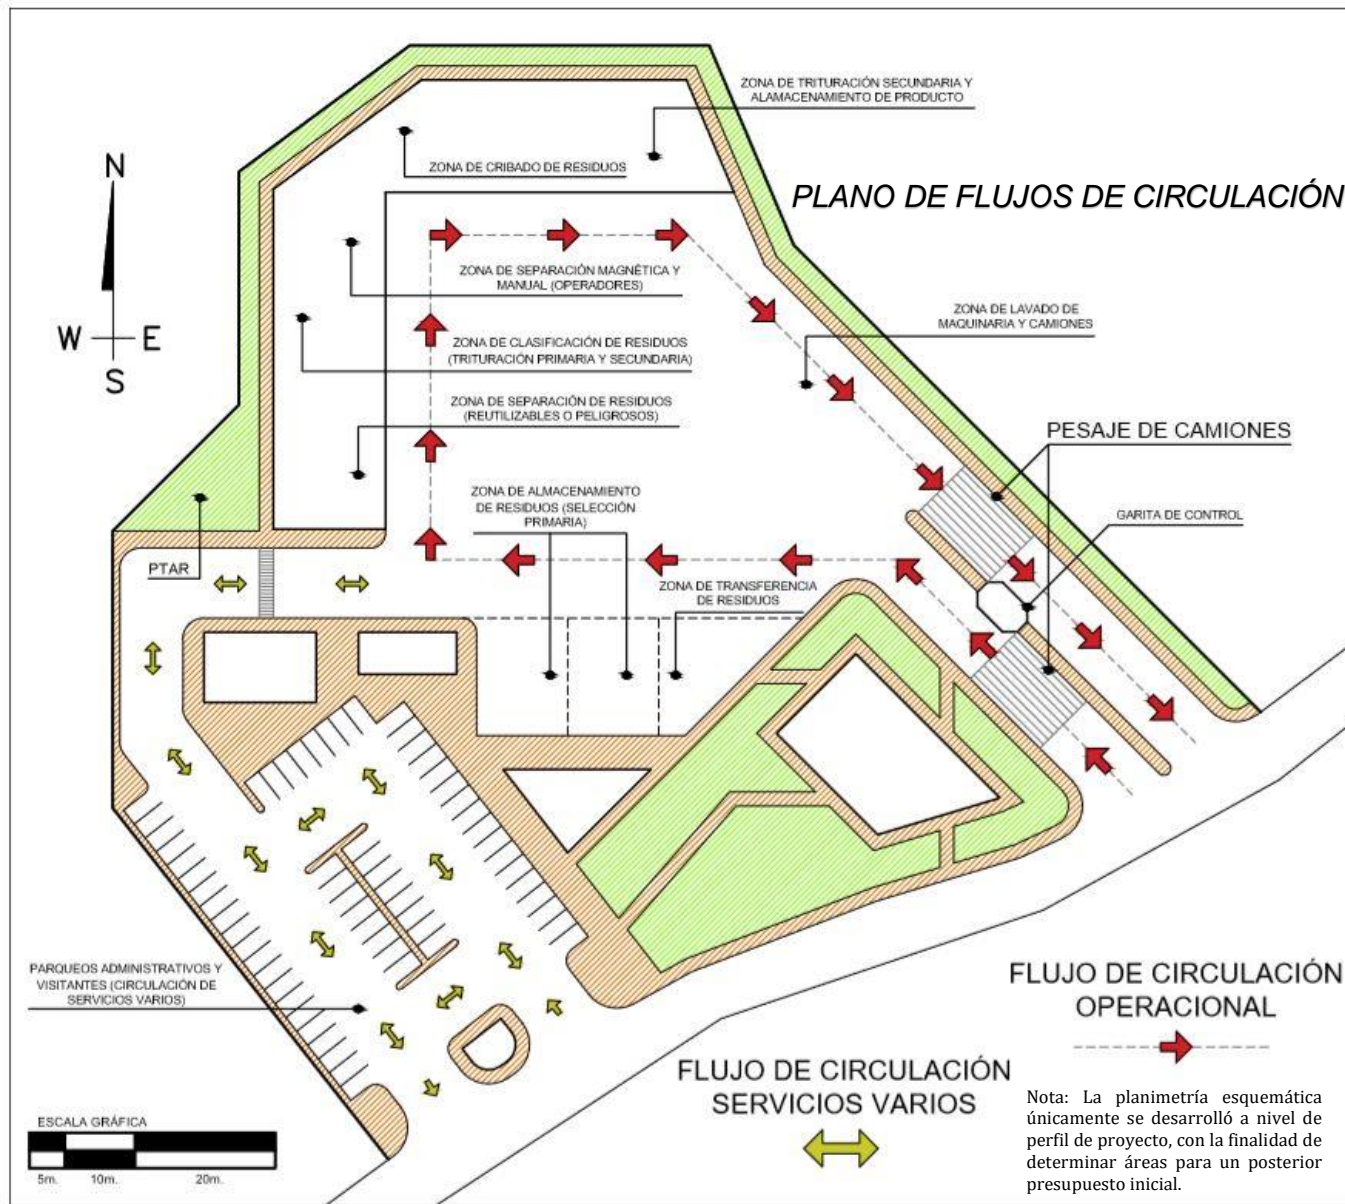 ZONA DE TRITURACIÓN SECUNDARIA Y
ALAMACENAMIENTO DE PRODUCTO
ZONA DE CRIBADO DE RESIDUOS
N
W
E
S
PLANO DE FLUJOS DE CIRCULACIÓN
ZONA DE SEPARACIÓN MAGNÉTICA Y
MANUAL (OPERADORES)
ZONA DE LAVADO DE
MAQUINARIA Y CAMIONES
ZONA DE CLASIFICACIÓN DE RESIDUOS
(TRITURACIÓN PRIMARIA Y SECUNDARIA)
ZONA DE SEPARACIÓN DE RESIDUOS
(REUTILIZABLES O PELIGROSOS)
PESAJE DE CAMIONES
ZONA DE ALMACENAMIENTO
DE RESIDUOS (SELECCIÓN
PRIMARIA)
GARITA DE CONTROL
PTAR
ZONA DE TRANSFERENCIA
DE RESIDUOS
PARQUEOS ADMINISTRATIVOS Y
VISITANTES (CIRCULACIÓN DE
SERVICIOS VARIOS)
FLUJO DE CIRCULACIÓN
OPERACIONAL
FLUJO DE CIRCULACIÓN
SERVICIOS VARIOS
Nota: La planimetría esquemática
únicamente se desarrolló a nivel de
perfil de proyecto, con la finalidad de
determinar áreas para un posterior
presupuesto inicial.
ESCALA GRÁFICA
5m. 10m. 20m.